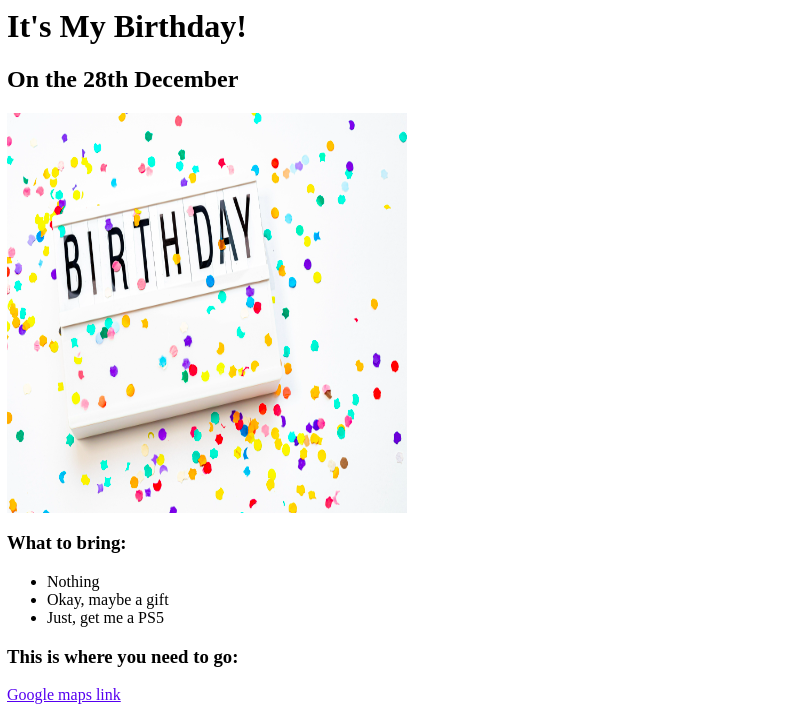 It's My Birthday!
On the 28th December
BIRTHDAY
What to bring:
Nothing
Okay, maybe a gift
Just, get me a PS5
This is where you need to go:
Google maps link